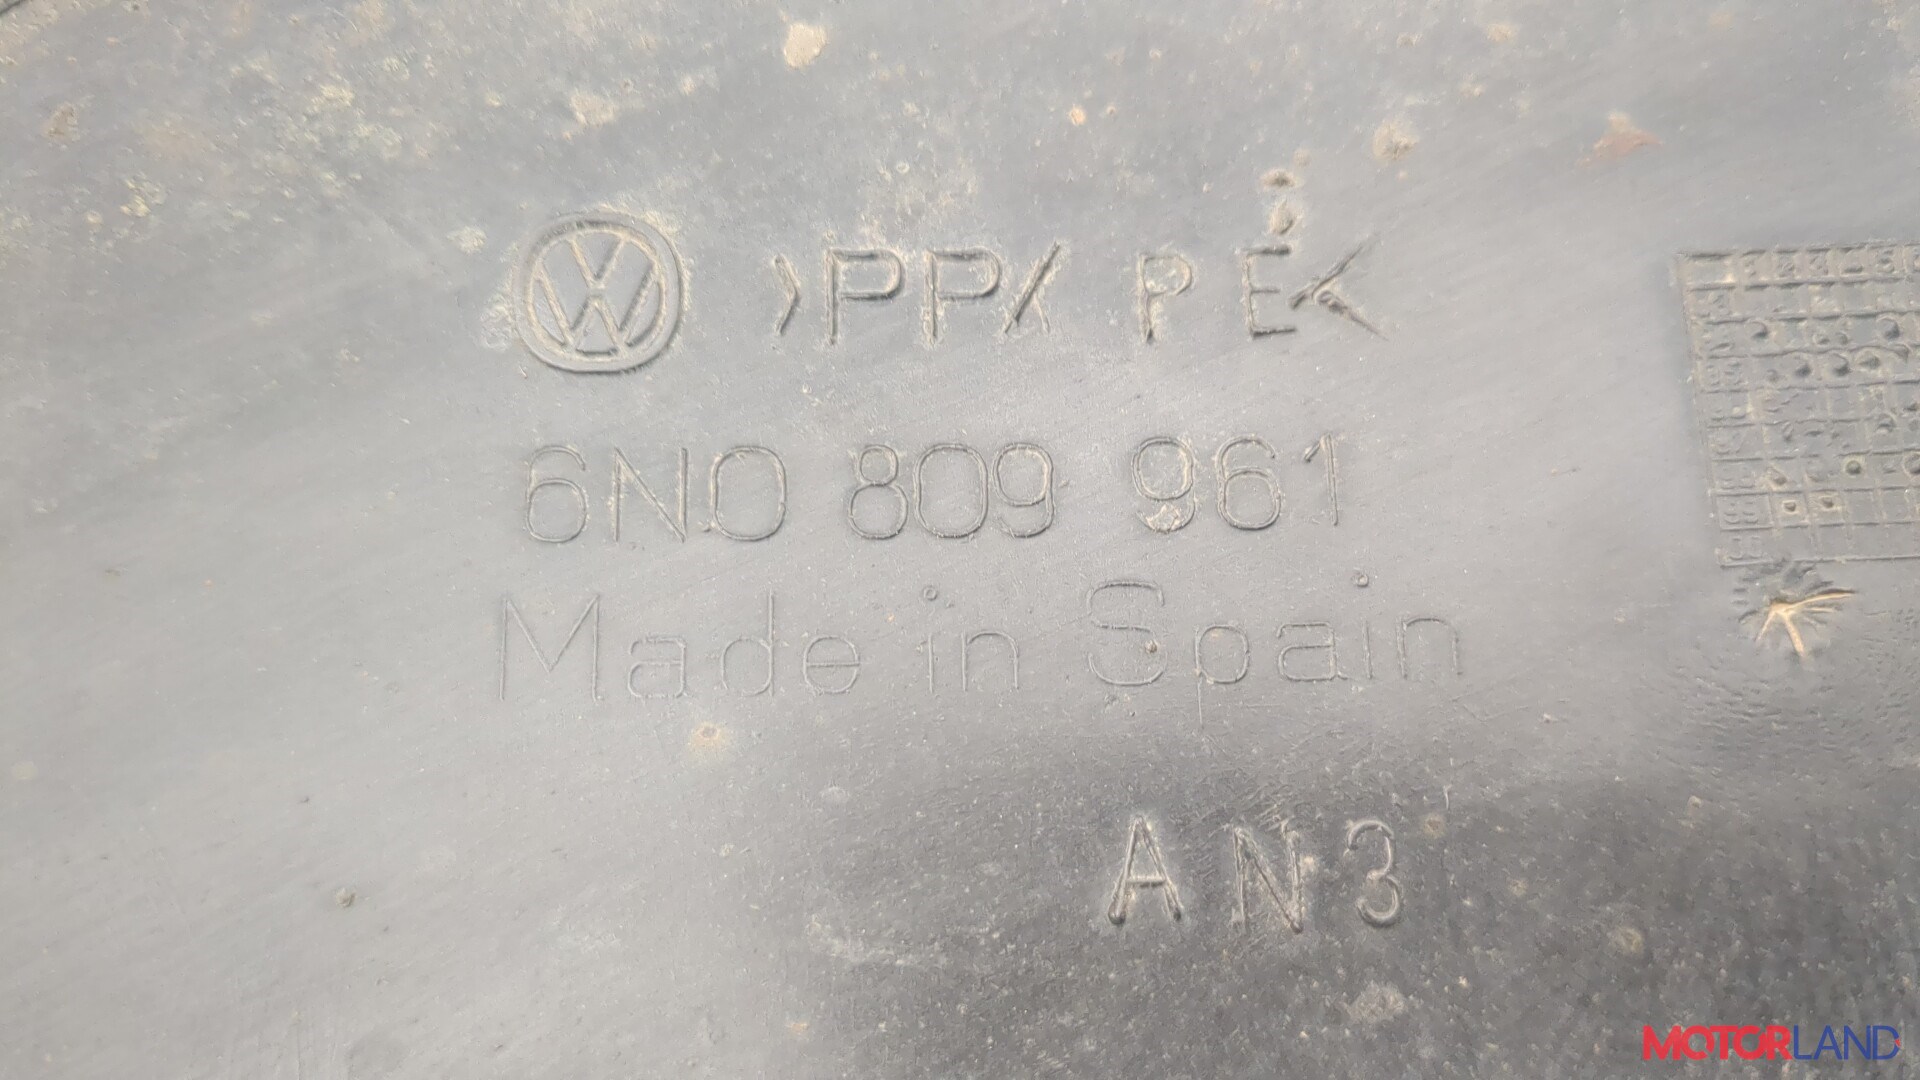 >PP/ PE<
6N0 809 961
Made in Spain
AN3
MOTORLAND